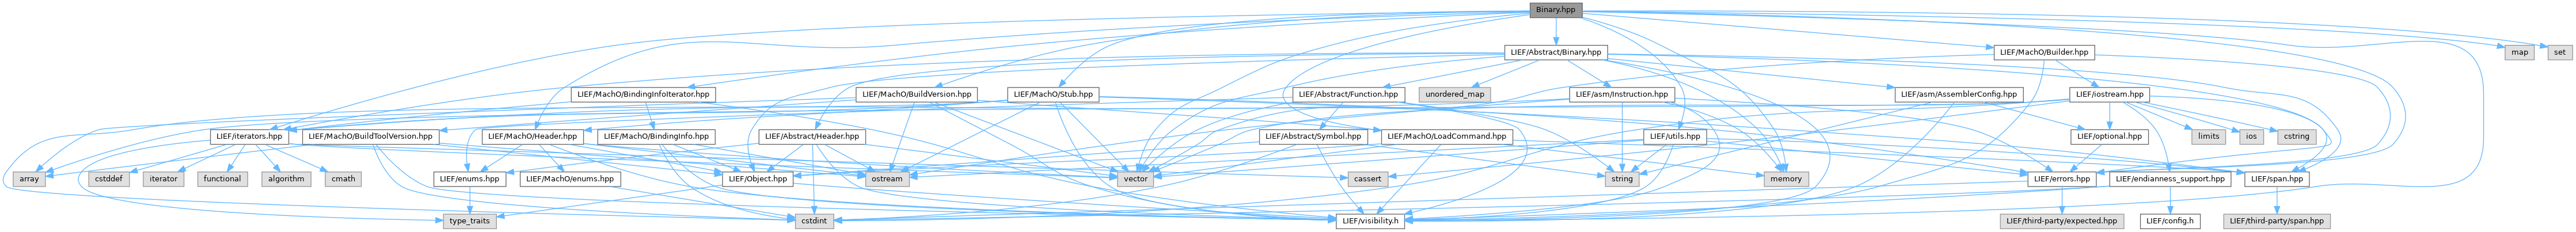 Binary.hpp
LIEF/Abstract/Binary.hpp
LIEF/MachO/Builder.hpp
map
set
LIEF/MachO/BindingInfoIterator.hpp
LIEF/MachO/BuildVersion.hpp
LIEF/MachO/Stub.hpp
LIEF/Abstract/Function.hpp
unordered_map
LIEF/asm/Instruction.hpp
LIEF/asm/AssemblerConfig.hpp
LIEF/iostream.hpp
LIEF/iterators.hpp
LIEF/MachO/BuildToolVersion.hpp
LIEF/MachO/Header.hpp
LIEF/MachO/BindingInfo.hpp
LIEF/Abstract/Header.hpp
LIEF/Abstract/Symbol.hpp
LIEF/MachO/LoadCommand.hpp
LIEF/utils.hpp
LIEF/optional.hpp
limits
ios
cstring
array
cstddef
iterator
functional
algorithm
cmath
LIEF/enums.hpp
LIEF/MachO/enums.hpp
LIEF/Object.hpp
ostream
vector
cassert
string
memory
LIEF/errors.hpp
LIEF/endianness_support.hpp
LIEF/span.hpp
type_traits
cstdint
LIEF/visibility.h
LIEF/third-party/expected.hpp
LIEF/config.h
LIEF/third-party/span.hpp